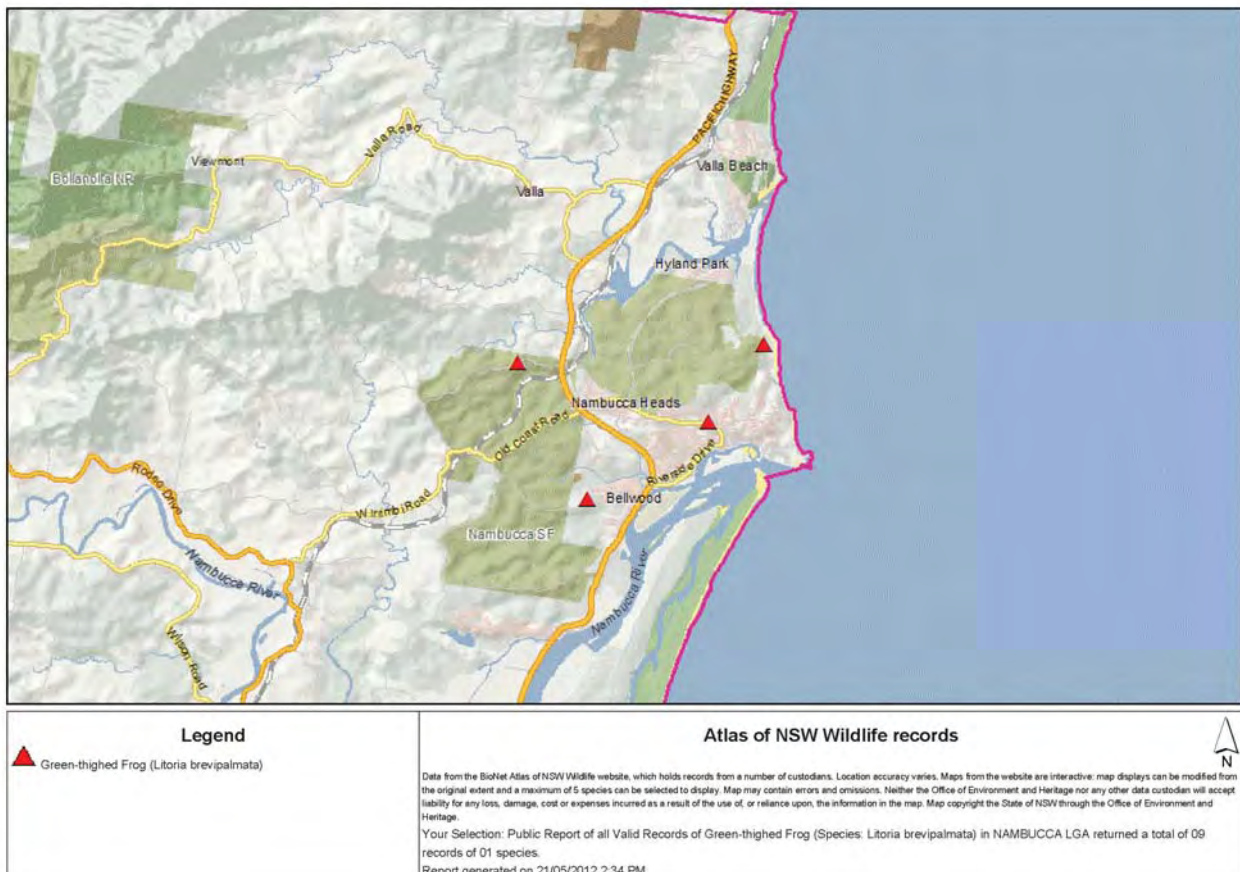 PACIFIC HIGHWAY
Valla Road
Viewmont
Valla Beach
Bollanolla NR
Valla
Hyland Park
Nambucca Heads
Old Coast Road
Riverside Drive
Rodeo Drive
Bellwood
Wirrimbi Road
Nambucca SF
Nambucca River
Nambucca River
Wilson Road
Legend
Green-thighed Frog (Litoria brevipalmata)
Atlas of NSW Wildlife records
N
Data from the BioNet Atlas of NSW Wildlife website, which holds records from a number of custodians. Location accuracy varies. Maps from the website are interactive: map displays can be modified from
the original extent and a maximum of 5 species can be selected to display. Map may contain errors and omissions. Neither the Office of Environment and Heritage nor any other data custodian will accept
liability for any loss, damage, cost or expenses incurred as a result of the use of, or reliance upon, the information in the map. Map copyright the State of NSW through the Office of Environment and
Heritage.
Your Selection: Public Report of all Valid Records of Green-thighed Frog (Species: Litoria brevipalmata) in NAMBUCCA LGA returned a total of 09
records of 01 species.
Report generated on 21/05/2012 2:34 PM